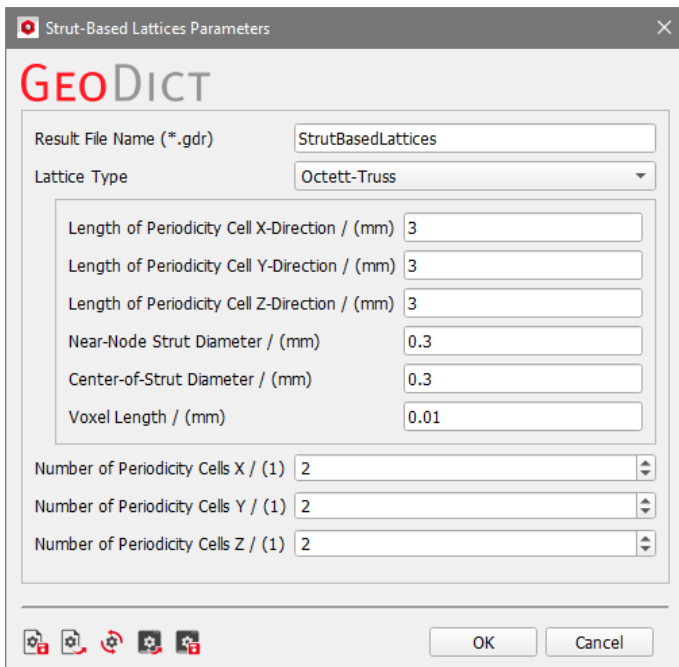 Strut-Based Lattices Parameters
GEODICT
Result File Name (*.gdr) StrutBasedLattices
Lattice Type Octett-Truss
Length of Periodicity Cell X-Direction / (mm) 3
Length of Periodicity Cell Y-Direction / (mm) 3
Length of Periodicity Cell Z-Direction / (mm) 3
Near-Node Strut Diameter / (mm) 0.3
Center-of-Strut Diameter / (mm) 0.3
Voxel Length / (mm) 0.01
Number of Periodicity Cells X / (1) 2
Number of Periodicity Cells Y / (1) 2
Number of Periodicity Cells Z / (1) 2
OK Cancel